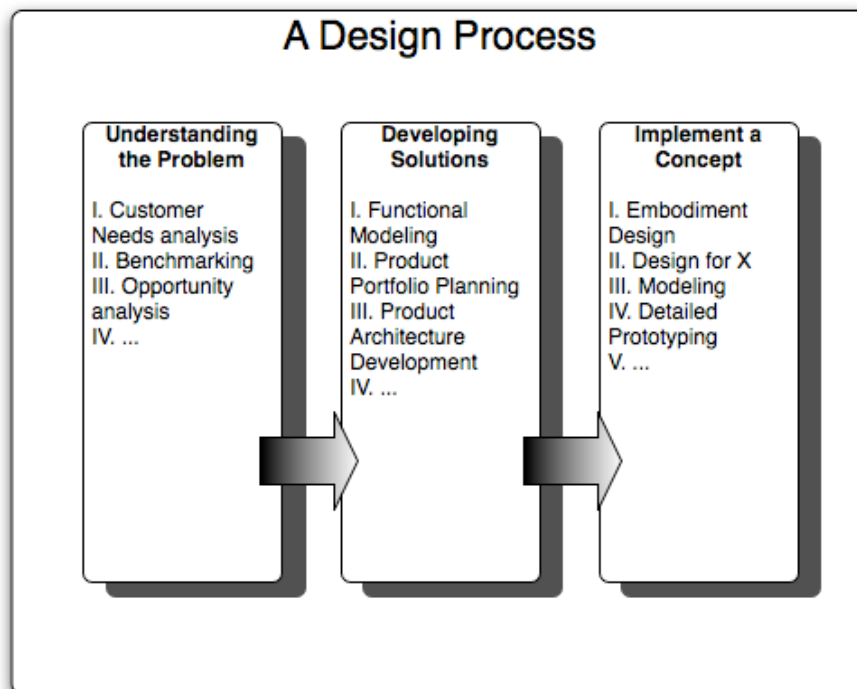 A Design Process
Understanding
the Problem
I. Customer
Needs analysis
II. Benchmarking
III. Opportunity
analysis
IV. ...
Developing
Solutions
I. Functional
Modeling
II. Product
Portfolio Planning
III. Product
Architecture
Development
IV. ...
Implement a
Concept
I. Embodiment
Design
II. Design for X
III. Modeling
IV. Detailed
Prototyping
V. ...